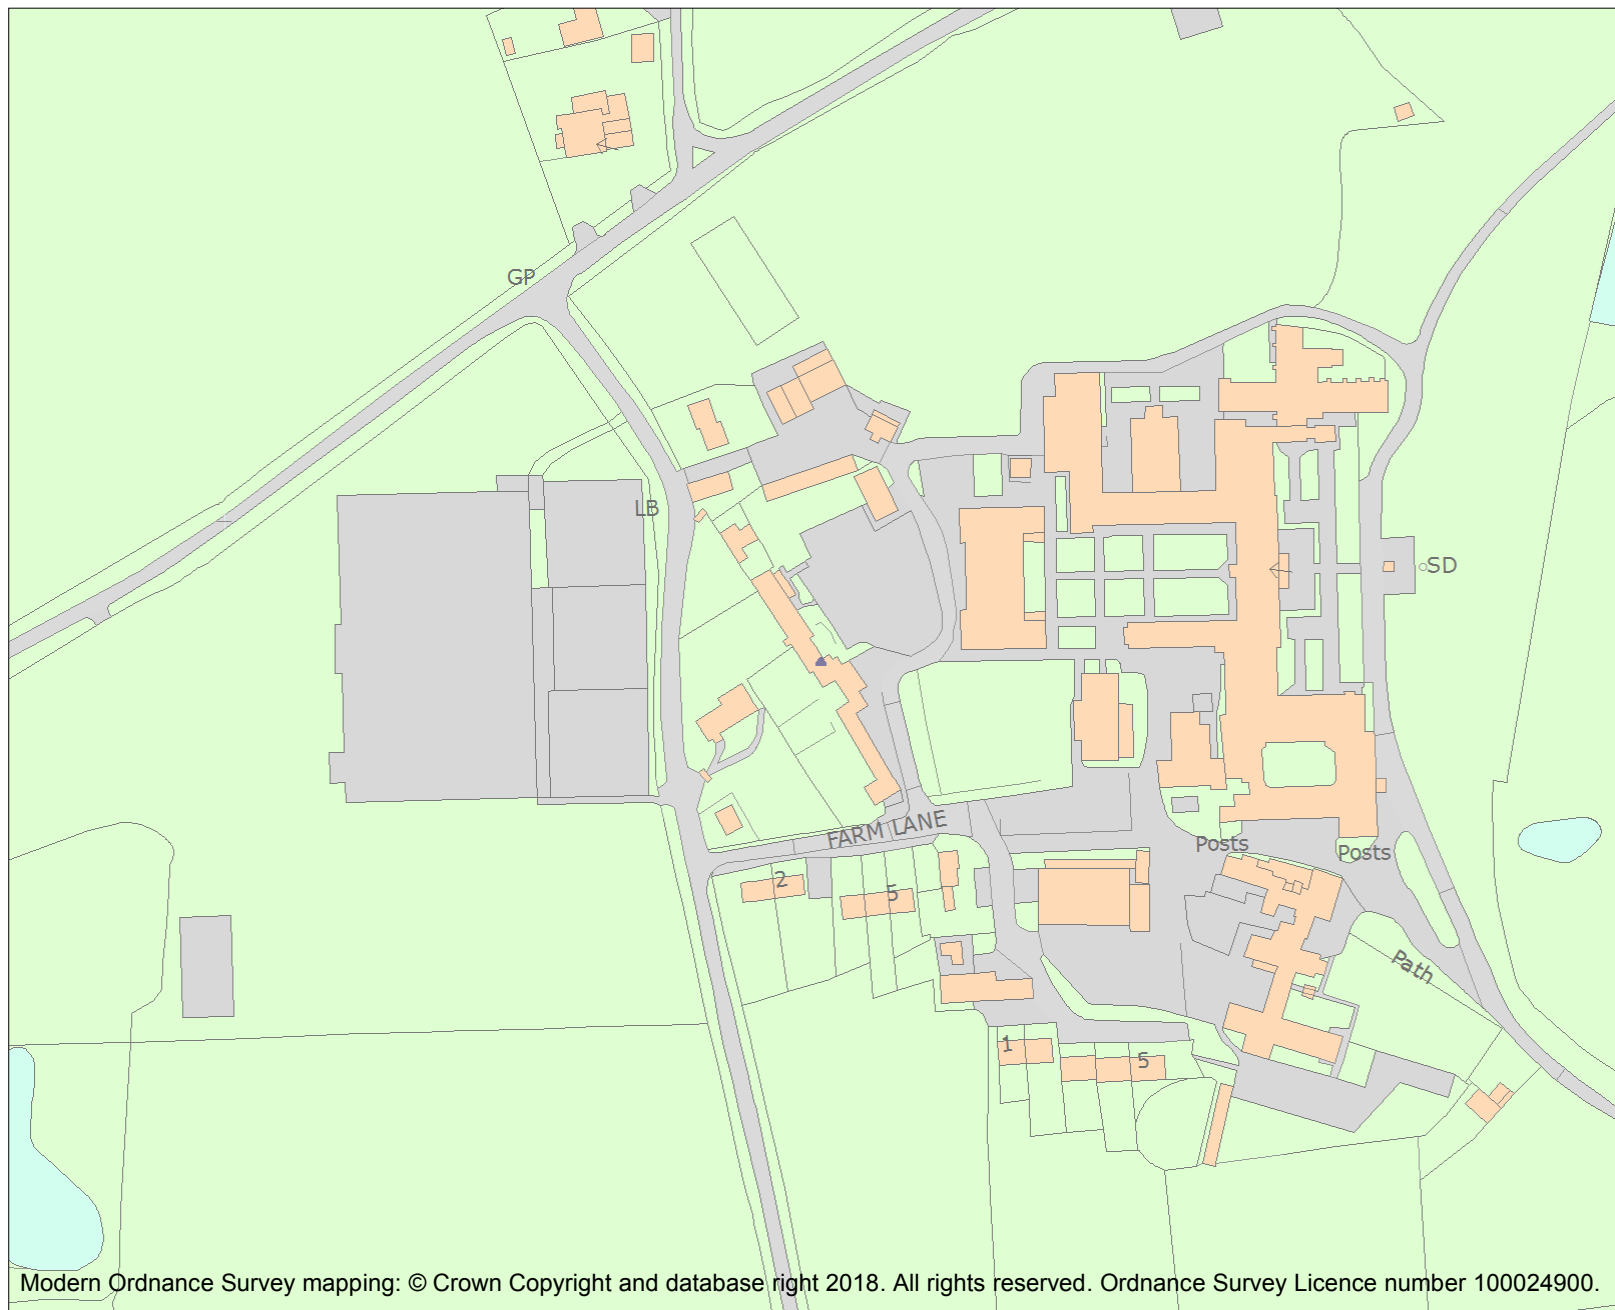 GP
LB
SD
FARM LANE
Posts
Posts
2
5
Path
1
5
Modern Ordnance Survey mapping: © Crown Copyright and database right 2018. All rights reserved. Ordnance Survey Licence number 100024900.